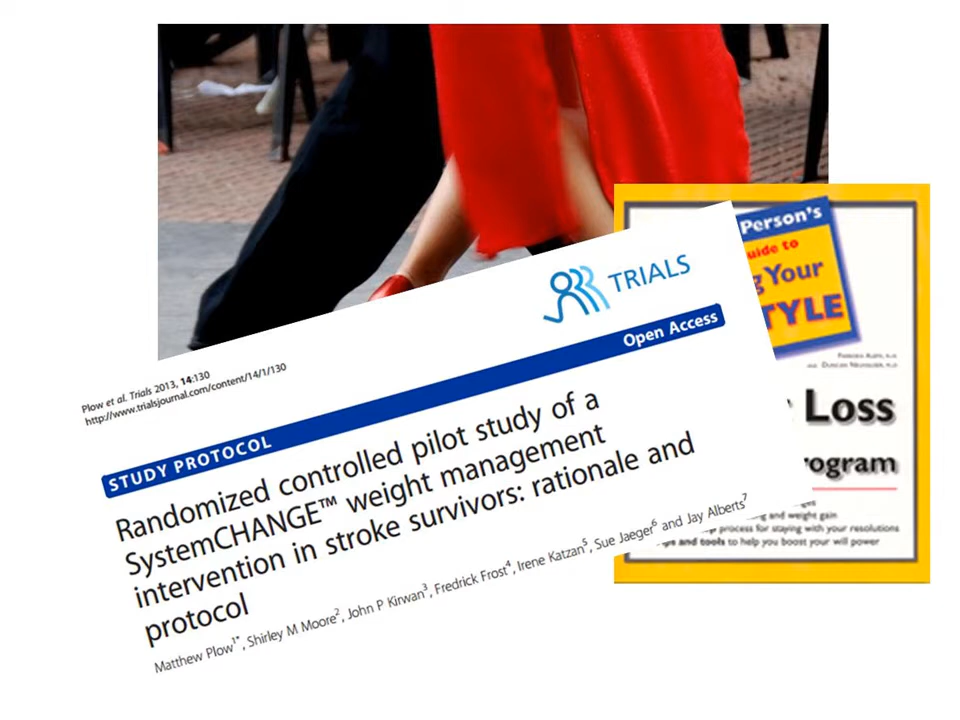 TRIALS
Plow et al. Trials 2013, 14:130
http://www.trialsjournal.com/content/14/1/130
Open Access
STUDY PROTOCOL
Randomized controlled pilot study of a
SystemCHANGE™ weight management
intervention in stroke survivors: rationale and
protocol
Matthew Plow1*, Shirley M Moore2, John P Kirwan3, Fredrick Frost4, Irene Katzan5, Sue Jaeger6 and Jay Alberts7
Person's
to
Your
Loss
and weight gain
process for staying with your resolutions
and tools to help you boost your will power